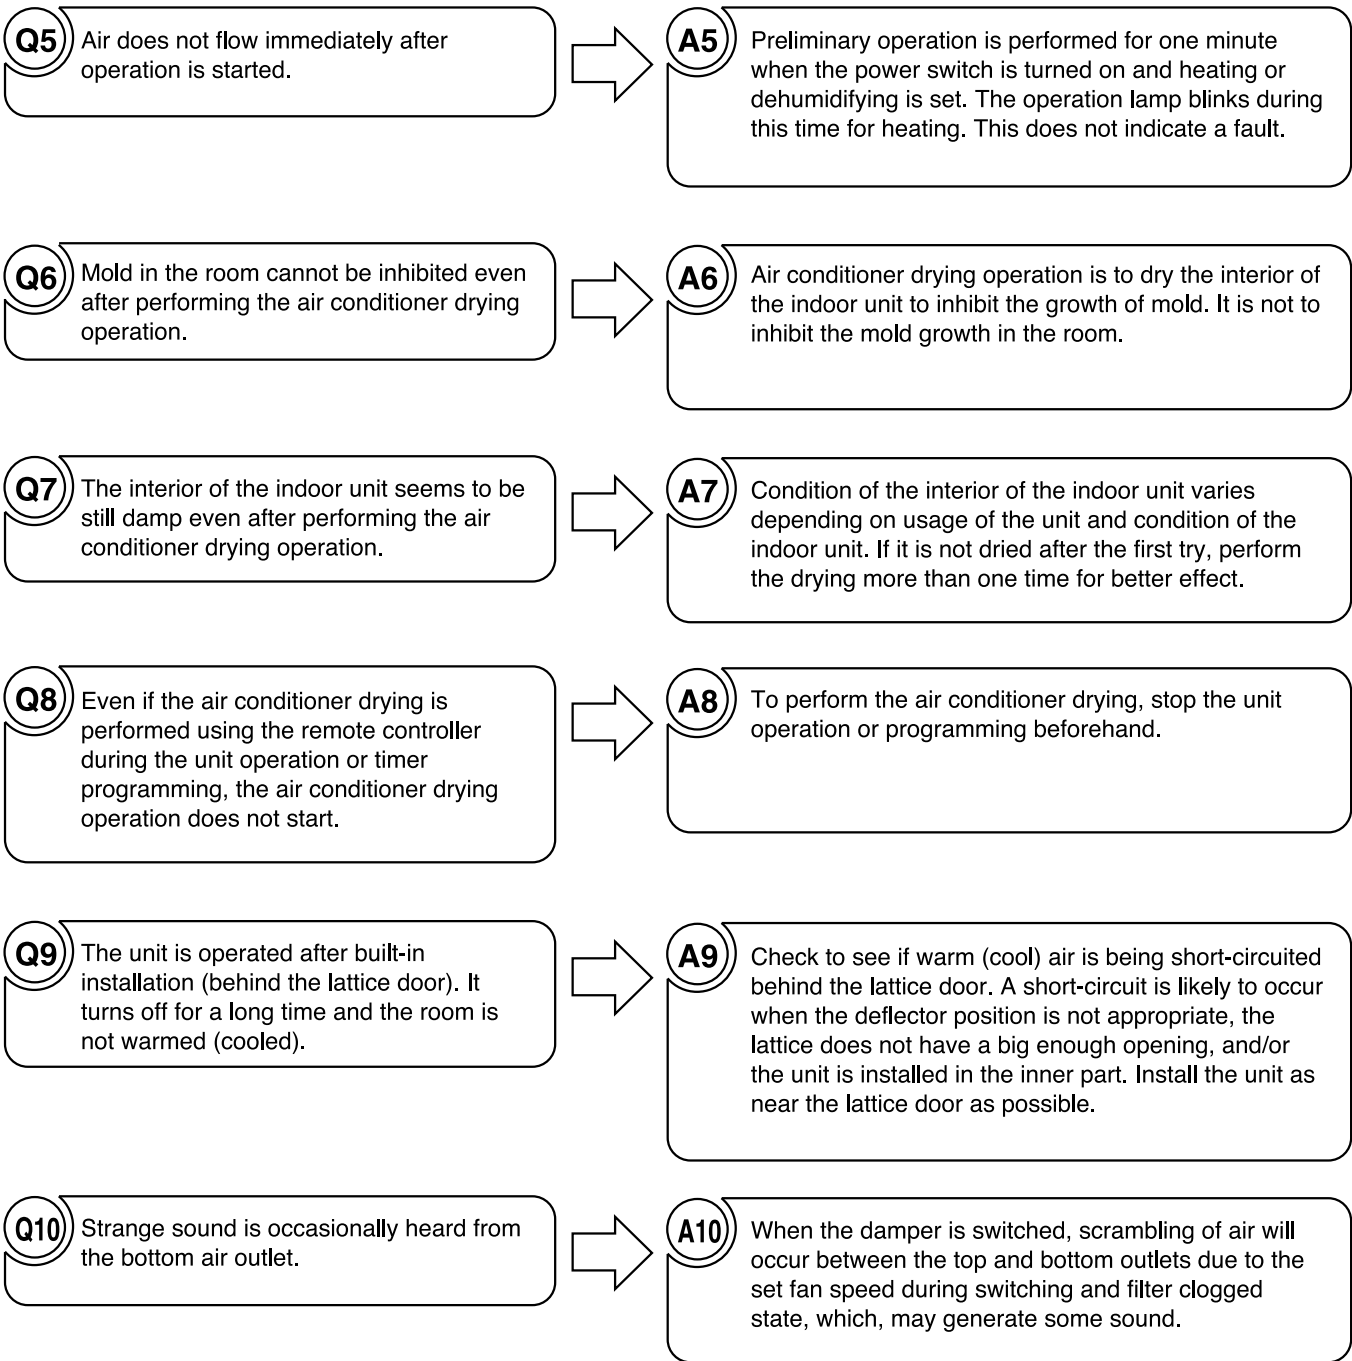 Q5
Air does not flow immediately after
operation is started.
A5
Preliminary operation is performed for one minute
when the power switch is turned on and heating or
dehumidifying is set. The operation lamp blinks during
this time for heating. This does not indicate a fault.
Q6
Mold in the room cannot be inhibited even
after performing the air conditioner drying
operation.
A6
Air conditioner drying operation is to dry the interior of
the indoor unit to inhibit the growth of mold. It is not to
inhibit the mold growth in the room.
Q7
The interior of the indoor unit seems to be
still damp even after performing the air
conditioner drying operation.
A7
Condition of the interior of the indoor unit varies
depending on usage of the unit and condition of the
indoor unit. If it is not dried after the first try, perform
the drying more than one time for better effect.
Q8
Even if the air conditioner drying is
performed using the remote controller
during the unit operation or timer
programming, the air conditioner drying
operation does not start.
A8
To perform the air conditioner drying, stop the unit
operation or programming beforehand.
Q9
The unit is operated after built-in
installation (behind the lattice door). It
turns off for a long time and the room is
not warmed (cooled).
A9
Check to see if warm (cool) air is being short-circuited
behind the lattice door. A short-circuit is likely to occur
when the deflector position is not appropriate, the
lattice does not have a big enough opening, and/or
the unit is installed in the inner part. Install the unit as
near the lattice door as possible.
Q10
Strange sound is occasionally heard from
the bottom air outlet.
A10
When the damper is switched, scrambling of air will
occur between the top and bottom outlets due to the
set fan speed during switching and filter clogged
state, which, may generate some sound.